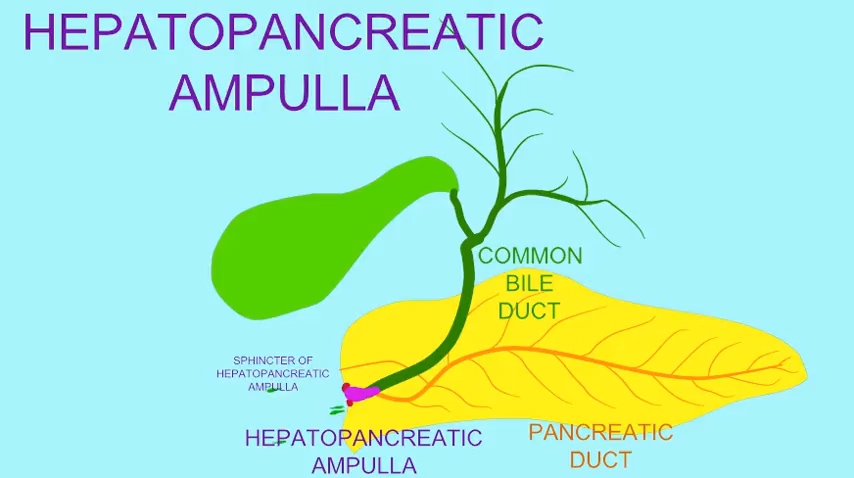 HEPATOPANCREATIC
AMPULLA
COMMON
BILE
DUCT
SPHINCTER OF
HEPATOPANCREATIC
AMPULLA
HEPATOPANCREATIC
AMPULLA
PANCREATIC
DUCT